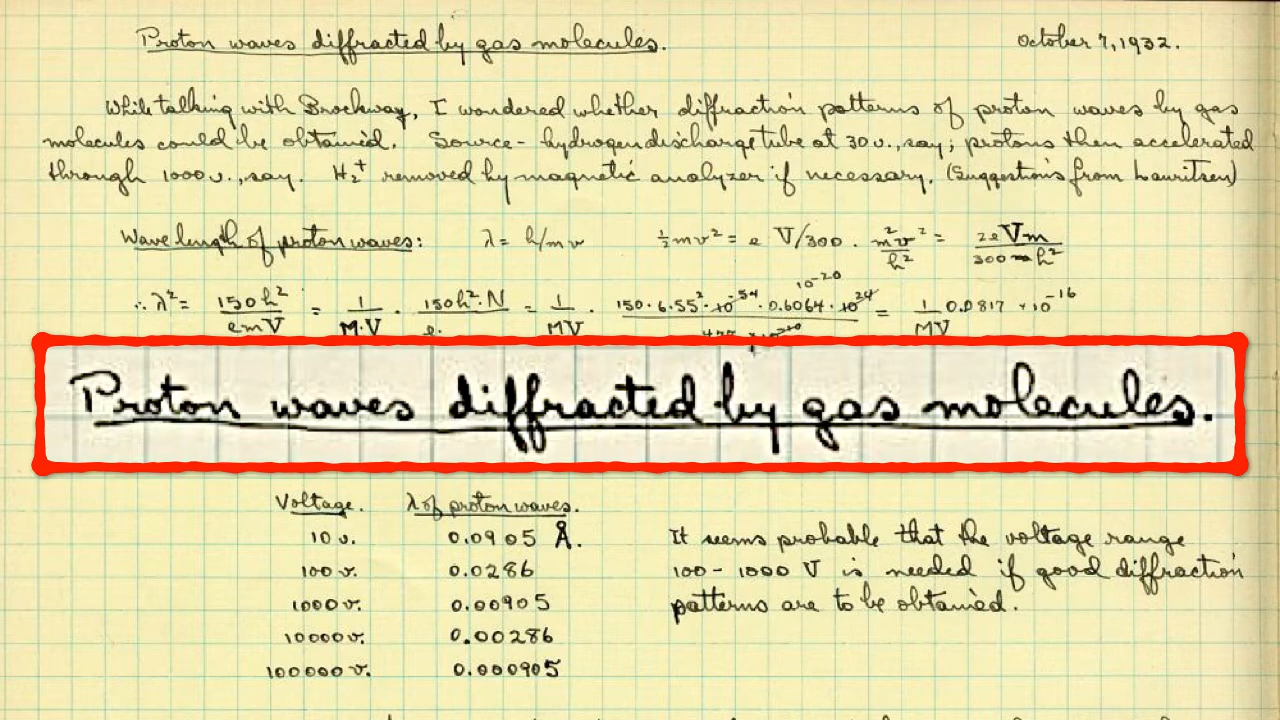 Proton waves diffracted by gas molecules. October 7, 1932.
While talking with Brockway, I wondered whether diffraction patterns of proton waves by gas
molecules could be obtained. Source - hydrogen discharge tube at 30 v., say; protons then accelerated
through 1000 v., say. H₂⁺ removed by magnetic analyzer if necessary. (Suggestions from Lauritsen)
Wave length of proton waves: λ = h/mv ½mv² = e V/300 . m²v²/h² = 2eVm/300h²
∴ λ² = 150h²/emV = 1/M·V · 150h²·N/e = 1/MV · 150·6.55²·10⁻⁵⁴·0.6064·10²⁴ 10⁻²⁰ = 1/MV 0.0817 × 10⁻¹⁶
Proton waves diffracted by gas molecules.
Voltage. λ of proton waves.
10 v. 0.0905 Å. It seems probable that the voltage range
100 v. 0.0286 100 - 1000 V is needed if good diffraction
1000 v. 0.00905 patterns are to be obtained.
10000 v. 0.00286
100000 v. 0.000905